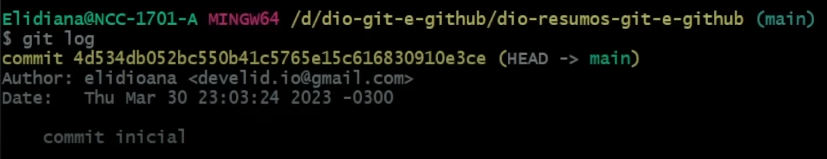 Elidiana@NCC-1701-A MINGW64 /d/dio-git-e-github/dio-resumos-git-e-github (main)
$ git log
commit 4d534db052bc550b41c5765e15c616830910e3ce (HEAD -> main)
Author: elidioana <develid.io@gmail.com>
Date:   Thu Mar 30 23:03:24 2023 -0300
    commit inicial